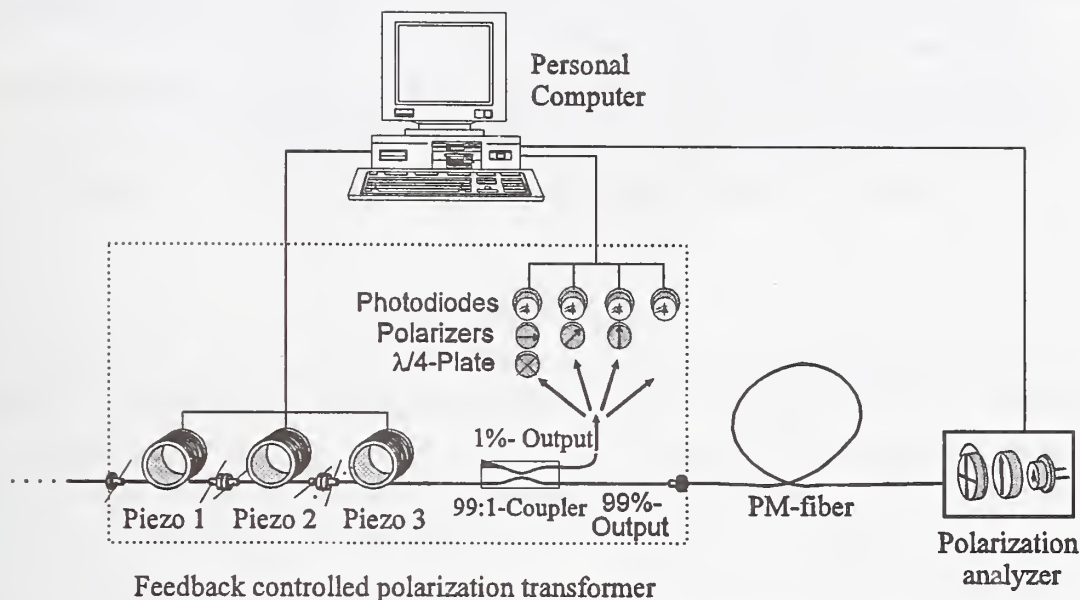 Personal
Computer
Photodiodes
Polarizers
λ/4-Plate
1%- Output
Piezo 1
Piezo 2
Piezo 3
99:1-Coupler
99%-
Output
PM-fiber
Polarization
analyzer
Feedback controlled polarization transformer